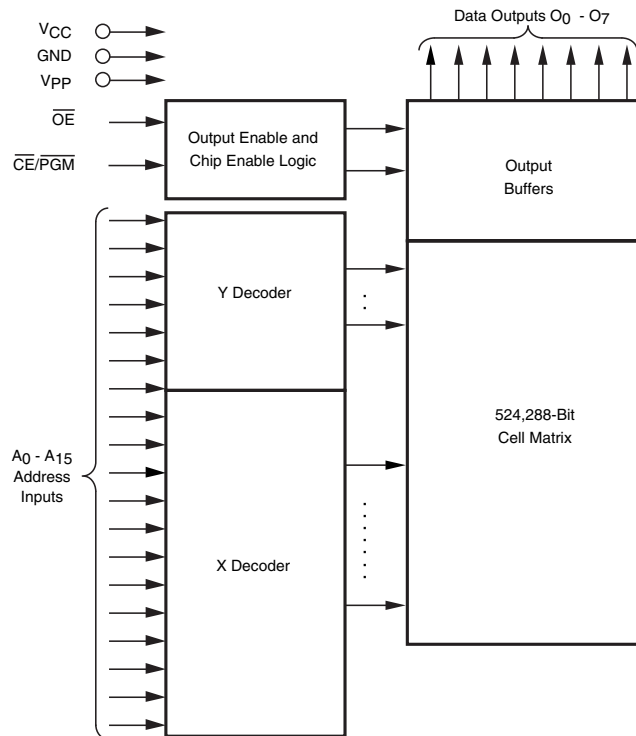 Data Outputs O0 - O7
VCC
GND
VPP
OE
CE/PGM
Output Enable and
Chip Enable Logic
Output
Buffers
Y Decoder
524,288-Bit
Cell Matrix
A0 - A15
Address
Inputs
X Decoder